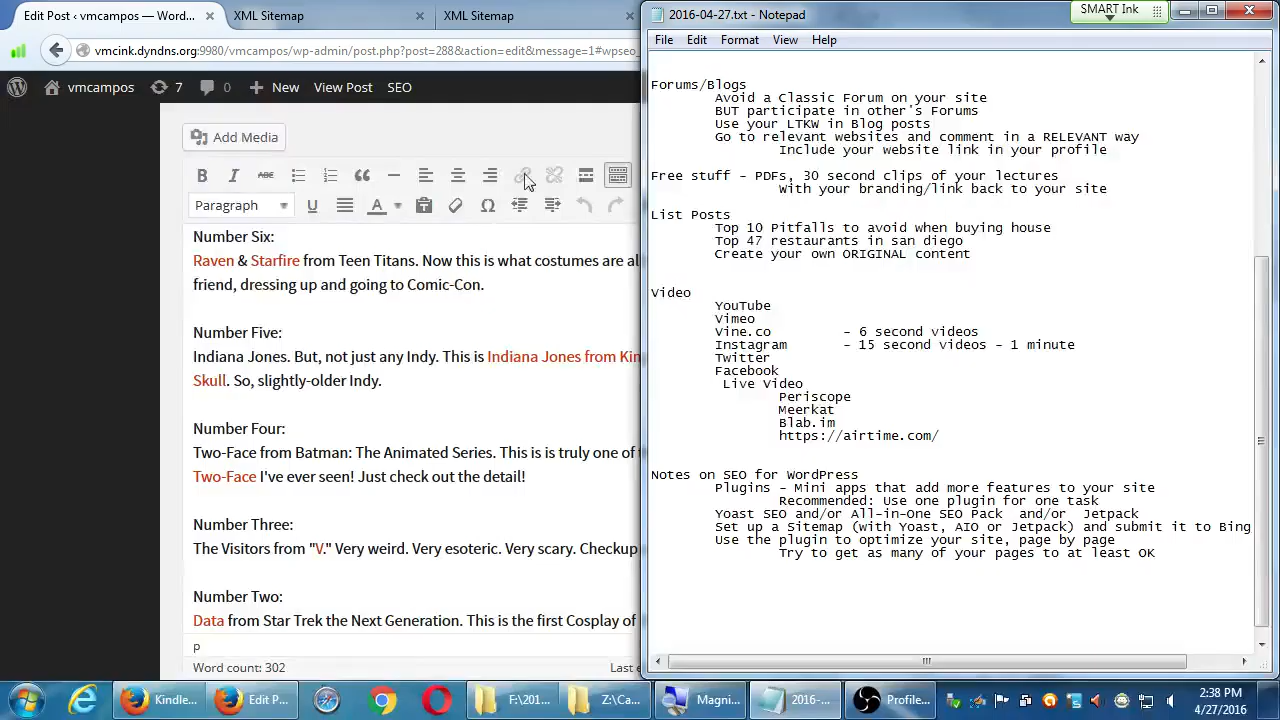 Edit Post ‹ vmcampos — Wor...
XML Sitemap
XML Sitemap
2016-04-27.txt - Notepad
SMART Ink
vmcink.dyndns.org:9980/vmcampos/wp-admin/post.php?post=288&action=edit&message=1#wpseo_
File Edit Format View Help
vmcampos 7 0 New View Post SEO
Add Media
B I ABC
Paragraph U A Ω
Number Six:
Raven & Starfire from Teen Titans. Now this is what costumes are al
friend, dressing up and going to Comic-Con.
Number Five:
Indiana Jones. But, not just any Indy. This is Indiana Jones from Kin
Skull. So, slightly-older Indy.
Number Four:
Two-Face from Batman: The Animated Series. This is is truly one of t
Two-Face I've ever seen! Just check out the detail!
Number Three:
The Visitors from "V." Very weird. Very esoteric. Very scary. Checkup
Number Two:
Data from Star Trek the Next Generation. This is the first Cosplay of
p
Word count: 302
Last e
Forums/Blogs
Avoid a Classic Forum on your site
BUT participate in other's Forums
Use your LTKW in Blog posts
Go to relevant websites and comment in a RELEVANT way
Include your website link in your profile
Free stuff - PDFs, 30 second clips of your lectures
With your branding/link back to your site
List Posts
Top 10 Pitfalls to avoid when buying house
Top 47 restaurants in san diego
Create your own ORIGINAL content
Video
YouTube
Vimeo
Vine.co - 6 second videos
Instagram - 15 second videos - 1 minute
Twitter
Facebook
Live Video
Periscope
Meerkat
Blab.im
https://airtime.com/
Notes on SEO for WordPress
Plugins - Mini apps that add more features to your site
Recommended: Use one plugin for one task
Yoast SEO and/or All-in-One SEO Pack and/or Jetpack
Set up a Sitemap (with Yoast, AIO or Jetpack) and submit it to Bing
Use the plugin to optimize your site, page by page
Try to get as many of your pages to at least OK
Kindle...
Edit P...
F:\201...
Z:\Ca...
Magni...
2016-...
Profile...
2:38 PM
4/27/2016